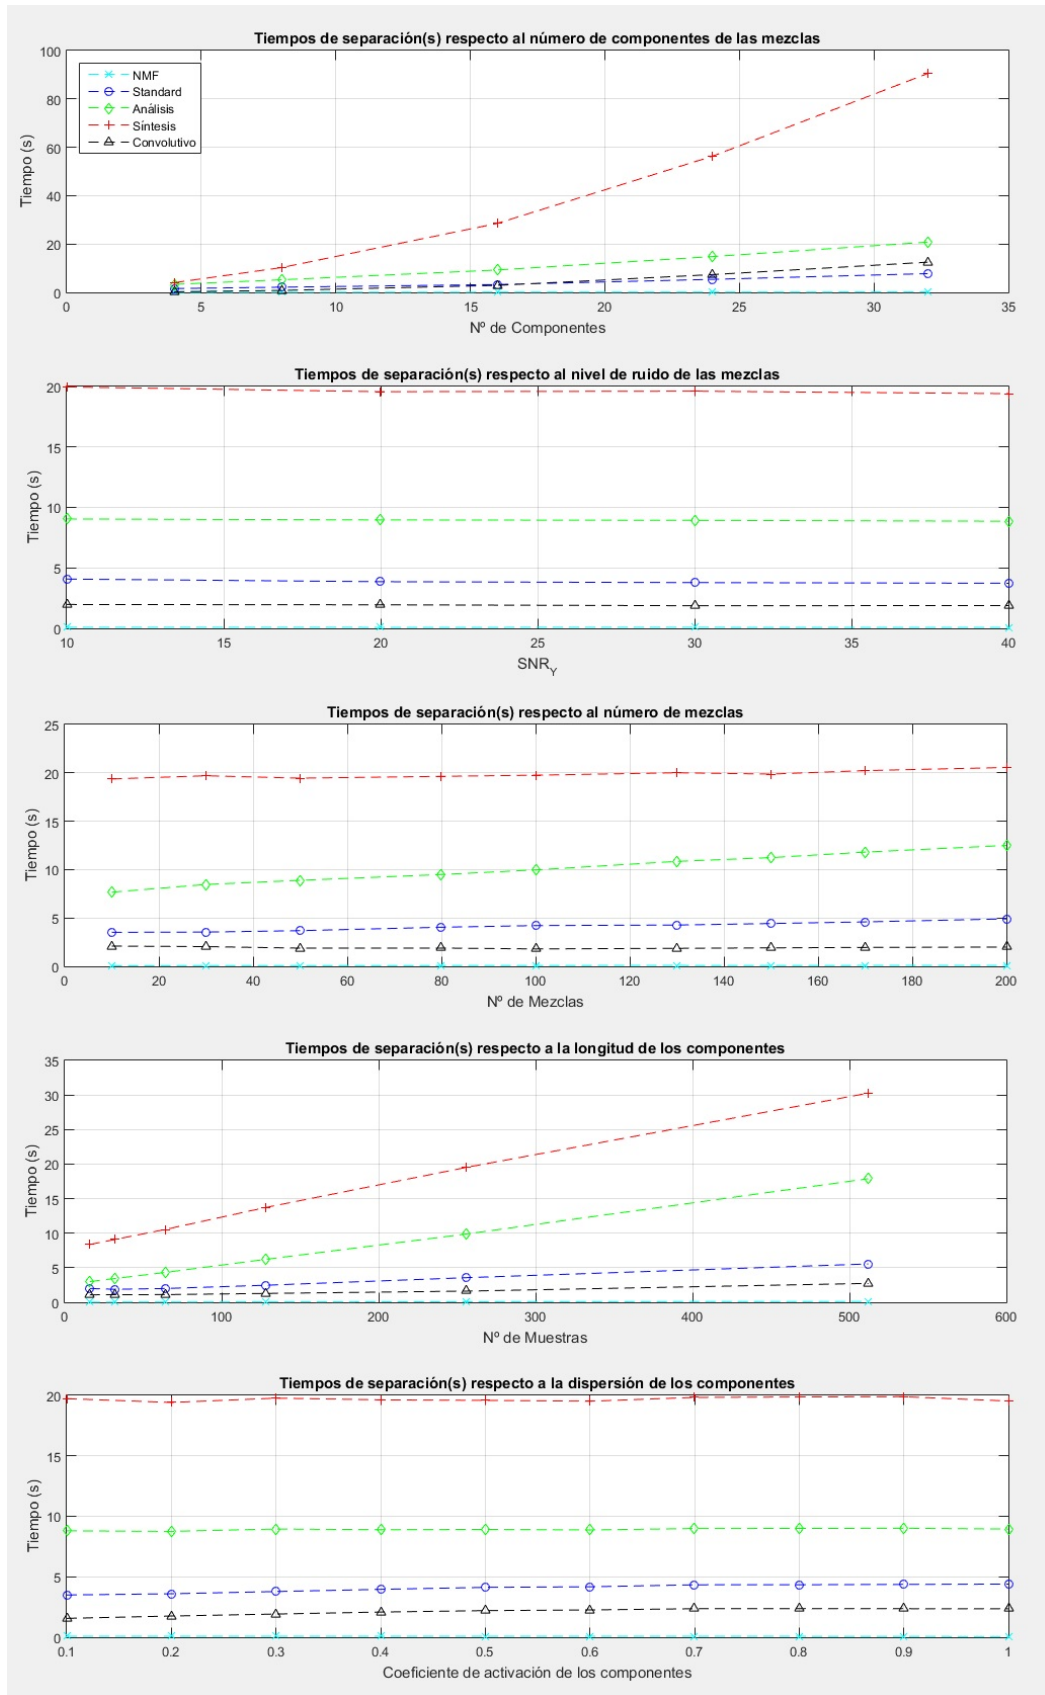 Tiempos de separación(s) respecto al número de componentes de las mezclas
100
80
60
40
20
0
Tiempo (s)
NMF
Standard
Análisis
Síntesis
Convolutivo
0 5 10 15 20 25 30 35
Nº de Componentes
Tiempos de separación(s) respecto al nivel de ruido de las mezclas
20
15
10
5
0
Tiempo (s)
10 15 20 25 30 35 40
SNR_Y
Tiempos de separación(s) respecto al número de mezclas
25
20
15
10
5
0
Tiempo (s)
0 20 40 60 80 100 120 140 160 180 200
Nº de Mezclas
Tiempos de separación(s) respecto a la longitud de los componentes
35
30
25
20
15
10
5
0
Tiempo (s)
0 100 200 300 400 500 600
Nº de Muestras
Tiempos de separación(s) respecto a la dispersión de los componentes
20
15
10
5
0
Tiempo (s)
0.1 0.2 0.3 0.4 0.5 0.6 0.7 0.8 0.9 1
Coeficiente de activación de los componentes